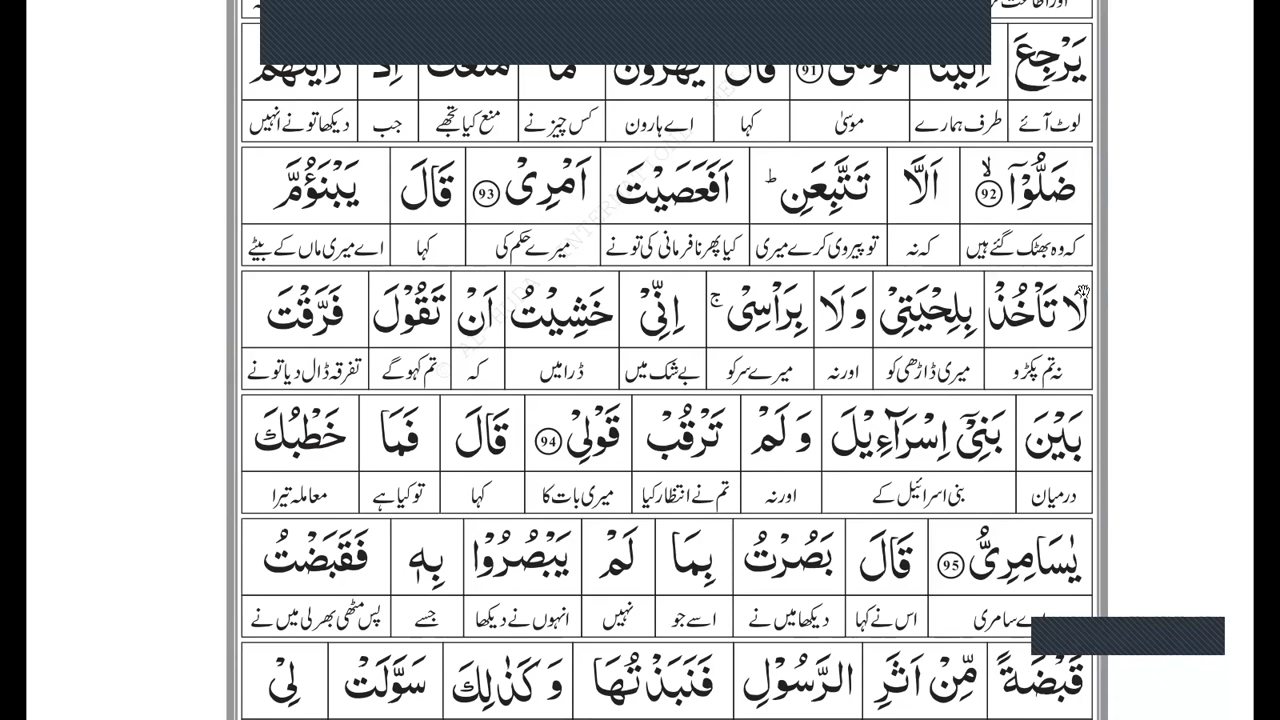 يَرْجِعَ اِلَيْنَا مُوْسٰى ﴿91﴾ قَالَ يٰهٰرُوْنُ مَا مَنَعَكَ اِذْ رَاَيْتَهُمْ
لوٹ آئے طرف ہمارے موسیٰ کہا اے ہارون کس چیز نے منع کیا تجھے جب دیکھا تو نے انہیں
ضَلُّوْۤا ۙ﴿92﴾ اَلَّا تَتَّبِعَنِ ؕ اَفَعَصَيْتَ اَمْرِيْ ﴿93﴾ قَالَ يَبْنَؤُمَّ
کہ وہ بھٹک گئے ہیں کہ نہ تو پیروی کرے میری کیا پھر نافرمانی کی تو نے میرے حکم کی کہا اے میری ماں کے بیٹے
لَا تَاْخُذْ بِلِحْيَتِيْ وَلَا بِرَاْسِيْ ۚ اِنِّيْ خَشِيْتُ اَنْ تَقُوْلَ فَرَّقْتَ
نہ تم پکڑو میری ڈاڑھی کو اور نہ میرے سر کو بے شک میں ڈرا میں کہ تم کہو گے تفرقہ ڈال دیا تو نے
بَيْنَ بَنِيْۤ اِسْرَآءِيْلَ وَلَمْ تَرْقُبْ قَوْلِيْ ﴿94﴾ قَالَ فَمَا خَطْبُكَ
درمیان بنی اسرائیل کے اور نہ تم نے انتظار کیا میری بات کا کہا تو کیا ہے معاملہ تیرا
يٰسَامِرِيُّ ﴿95﴾ قَالَ بَصُرْتُ بِمَا لَمْ يَبْصُرُوْا بِهٖ فَقَبَضْتُ
اے سامری اس نے کہا دیکھا میں نے اسے جو نہیں انہوں نے دیکھا جسے پس مٹھی بھر لی میں نے
قَبْضَةً مِّنْ اَثَرِ الرَّسُوْلِ فَنَبَذْتُهَا وَكَذٰلِكَ سَوَّلَتْ لِيْ